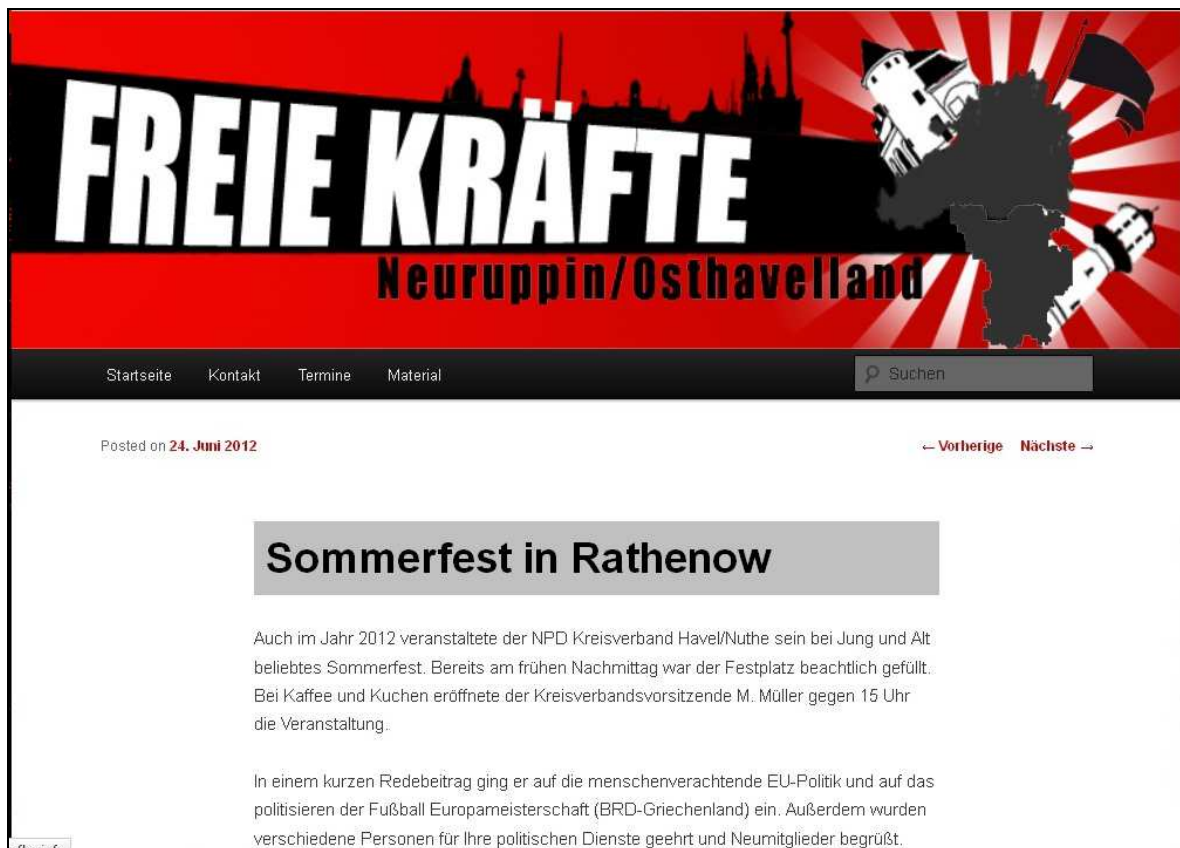 FREIE KRÄFTE
Neuruppin/Osthavelland
Startseite Kontakt Termine Material Suchen
Posted on 24. Juni 2012 ← Vorherige Nächste →
Sommerfest in Rathenow
Auch im Jahr 2012 veranstaltete der NPD Kreisverband Havel/Nuthe sein bei Jung und Alt
beliebtes Sommerfest. Bereits am frühen Nachmittag war der Festplatz beachtlich gefüllt.
Bei Kaffee und Kuchen eröffnete der Kreisverbandsvorsitzende M. Müller gegen 15 Uhr
die Veranstaltung.
In einem kurzen Redebeitrag ging er auf die menschenverachtende EU-Politik und auf das
politisieren der Fußball Europameisterschaft (BRD-Griechenland) ein. Außerdem wurden
verschiedene Personen für Ihre politischen Dienste geehrt und Neumitglieder begrüßt.